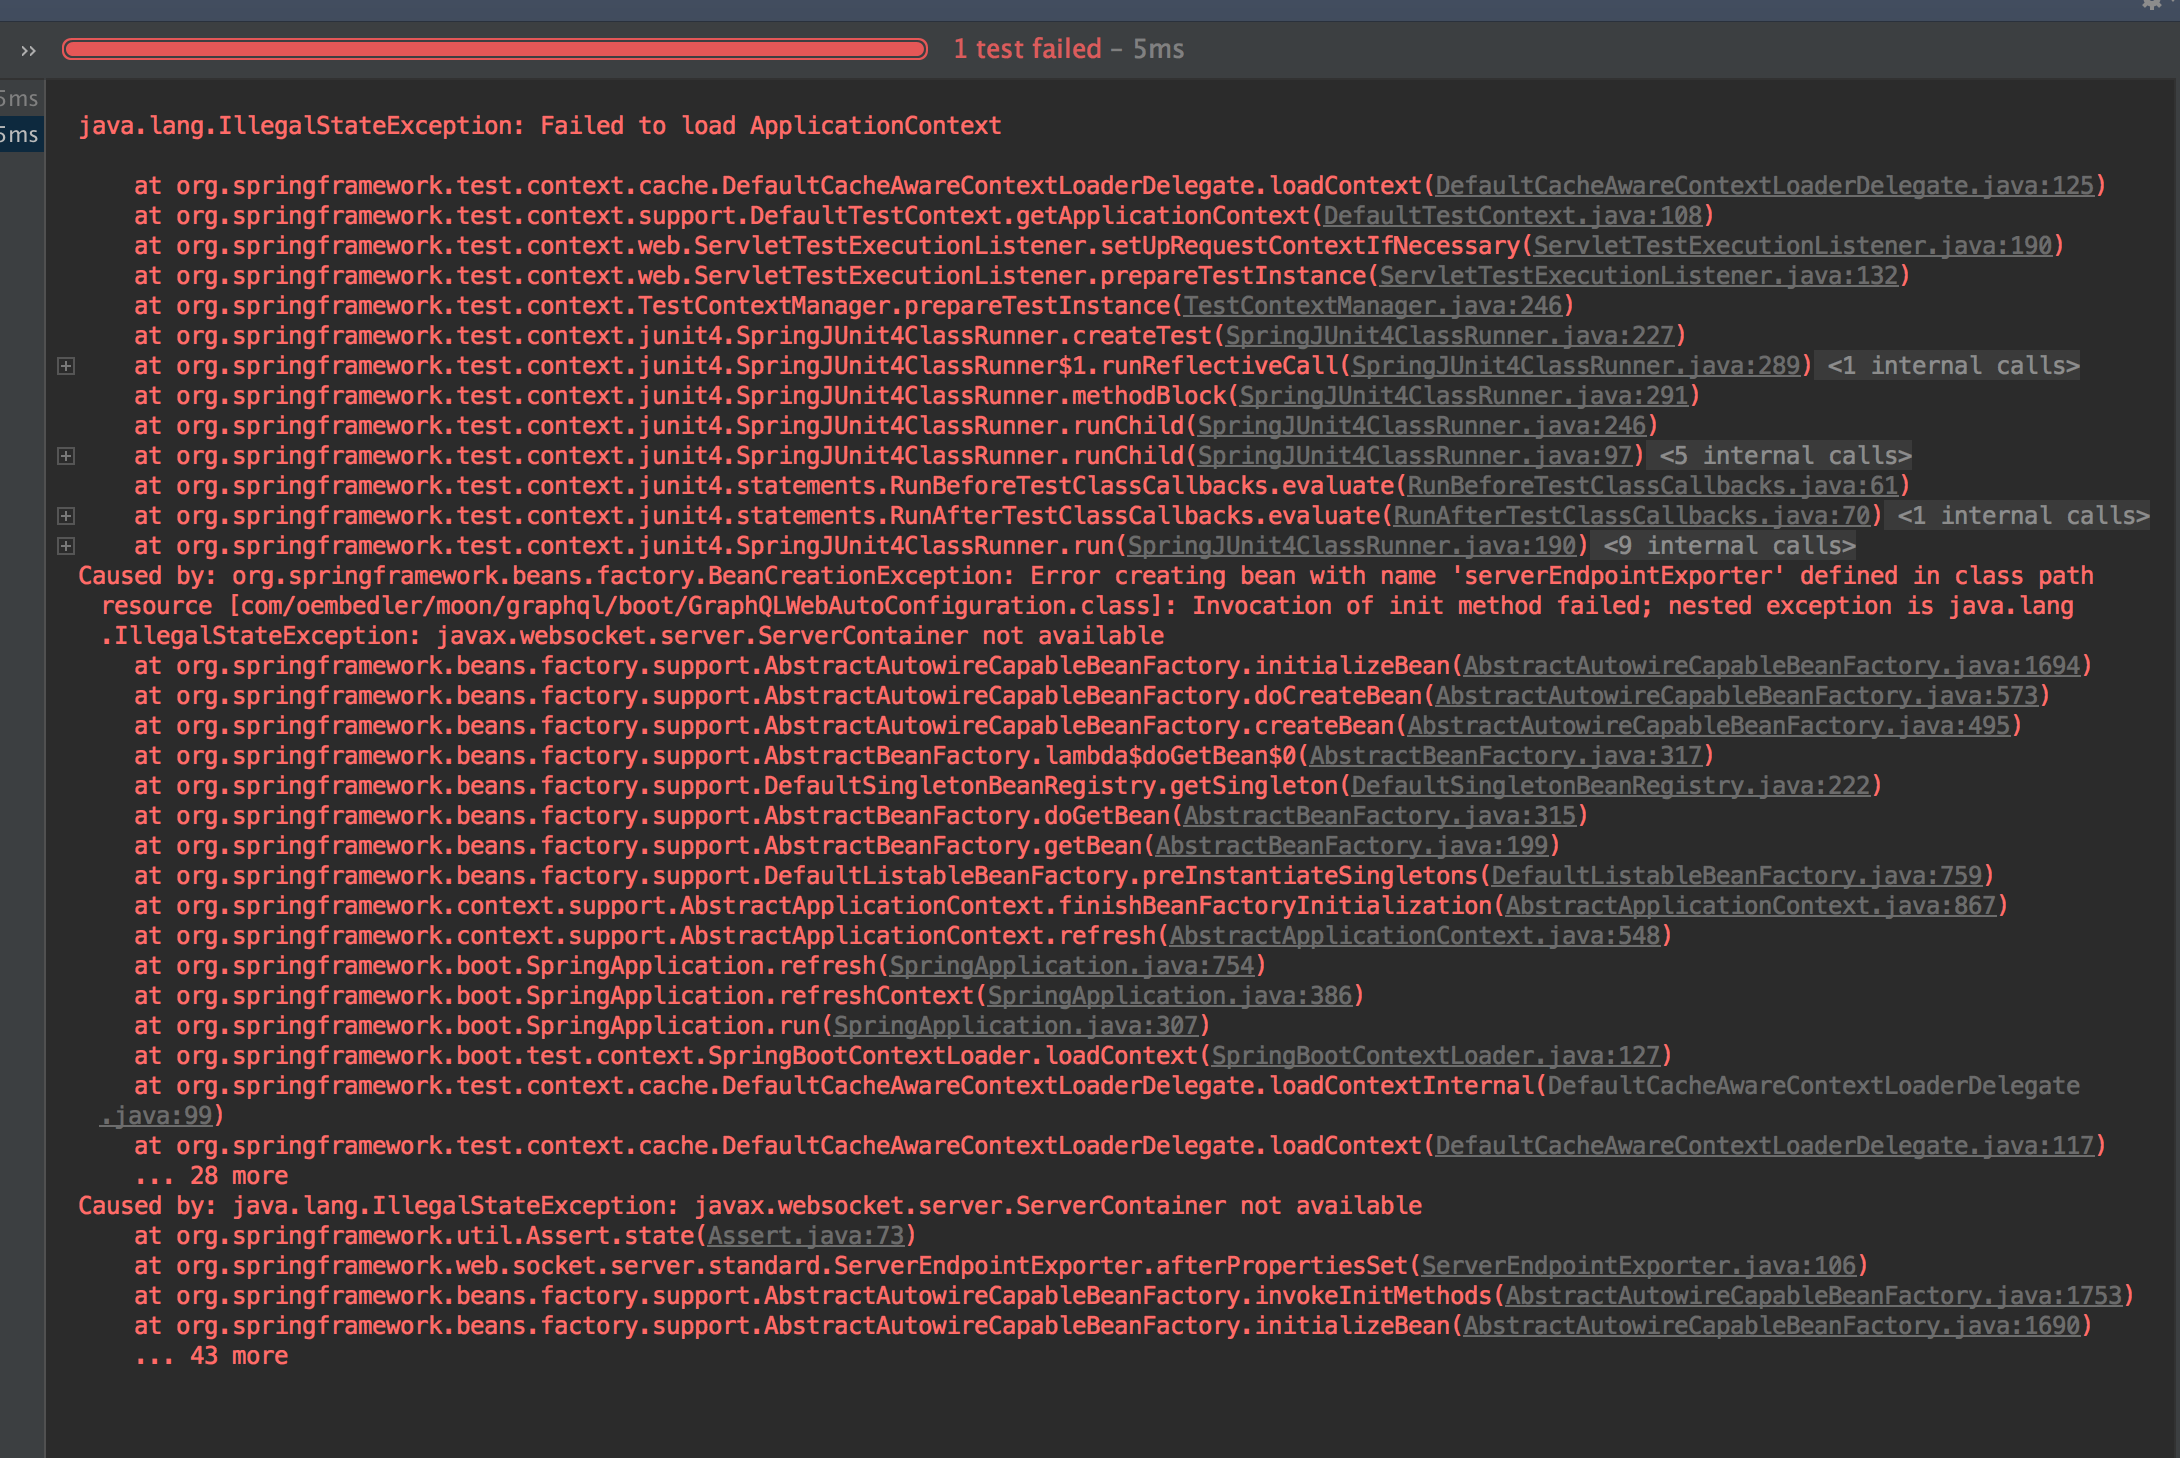 » 1 test failed – 5ms
5ms
5ms
java.lang.IllegalStateException: Failed to load ApplicationContext
at org.springframework.test.context.cache.DefaultCacheAwareContextLoaderDelegate.loadContext(DefaultCacheAwareContextLoaderDelegate.java:125)
at org.springframework.test.context.support.DefaultTestContext.getApplicationContext(DefaultTestContext.java:108)
at org.springframework.test.context.web.ServletTestExecutionListener.setUpRequestContextIfNecessary(ServletTestExecutionListener.java:190)
at org.springframework.test.context.web.ServletTestExecutionListener.prepareTestInstance(ServletTestExecutionListener.java:132)
at org.springframework.test.context.TestContextManager.prepareTestInstance(TestContextManager.java:246)
at org.springframework.test.context.junit4.SpringJUnit4ClassRunner.createTest(SpringJUnit4ClassRunner.java:227)
at org.springframework.test.context.junit4.SpringJUnit4ClassRunner$1.runReflectiveCall(SpringJUnit4ClassRunner.java:289) <1 internal calls>
at org.springframework.test.context.junit4.SpringJUnit4ClassRunner.methodBlock(SpringJUnit4ClassRunner.java:291)
at org.springframework.test.context.junit4.SpringJUnit4ClassRunner.runChild(SpringJUnit4ClassRunner.java:246)
at org.springframework.test.context.junit4.SpringJUnit4ClassRunner.runChild(SpringJUnit4ClassRunner.java:97) <5 internal calls>
at org.springframework.test.context.junit4.statements.RunBeforeTestClassCallbacks.evaluate(RunBeforeTestClassCallbacks.java:61)
at org.springframework.test.context.junit4.statements.RunAfterTestClassCallbacks.evaluate(RunAfterTestClassCallbacks.java:70) <1 internal calls>
at org.springframework.test.context.junit4.SpringJUnit4ClassRunner.run(SpringJUnit4ClassRunner.java:190) <9 internal calls>
Caused by: org.springframework.beans.factory.BeanCreationException: Error creating bean with name 'serverEndpointExporter' defined in class path
resource [com/oembedler/moon/graphql/boot/GraphQLWebAutoConfiguration.class]: Invocation of init method failed; nested exception is java.lang
.IllegalStateException: javax.websocket.server.ServerContainer not available
at org.springframework.beans.factory.support.AbstractAutowireCapableBeanFactory.initializeBean(AbstractAutowireCapableBeanFactory.java:1694)
at org.springframework.beans.factory.support.AbstractAutowireCapableBeanFactory.doCreateBean(AbstractAutowireCapableBeanFactory.java:573)
at org.springframework.beans.factory.support.AbstractAutowireCapableBeanFactory.createBean(AbstractAutowireCapableBeanFactory.java:495)
at org.springframework.beans.factory.support.AbstractBeanFactory.lambda$doGetBean$0(AbstractBeanFactory.java:317)
at org.springframework.beans.factory.support.DefaultSingletonBeanRegistry.getSingleton(DefaultSingletonBeanRegistry.java:222)
at org.springframework.beans.factory.support.AbstractBeanFactory.doGetBean(AbstractBeanFactory.java:315)
at org.springframework.beans.factory.support.AbstractBeanFactory.getBean(AbstractBeanFactory.java:199)
at org.springframework.beans.factory.support.DefaultListableBeanFactory.preInstantiateSingletons(DefaultListableBeanFactory.java:759)
at org.springframework.context.support.AbstractApplicationContext.finishBeanFactoryInitialization(AbstractApplicationContext.java:867)
at org.springframework.context.support.AbstractApplicationContext.refresh(AbstractApplicationContext.java:548)
at org.springframework.boot.SpringApplication.refresh(SpringApplication.java:754)
at org.springframework.boot.SpringApplication.refreshContext(SpringApplication.java:386)
at org.springframework.boot.SpringApplication.run(SpringApplication.java:307)
at org.springframework.boot.test.context.SpringBootContextLoader.loadContext(SpringBootContextLoader.java:127)
at org.springframework.test.context.cache.DefaultCacheAwareContextLoaderDelegate.loadContextInternal(DefaultCacheAwareContextLoaderDelegate
.java:99)
at org.springframework.test.context.cache.DefaultCacheAwareContextLoaderDelegate.loadContext(DefaultCacheAwareContextLoaderDelegate.java:117)
... 28 more
Caused by: java.lang.IllegalStateException: javax.websocket.server.ServerContainer not available
at org.springframework.util.Assert.state(Assert.java:73)
at org.springframework.web.socket.server.standard.ServerEndpointExporter.afterPropertiesSet(ServerEndpointExporter.java:106)
at org.springframework.beans.factory.support.AbstractAutowireCapableBeanFactory.invokeInitMethods(AbstractAutowireCapableBeanFactory.java:1753)
at org.springframework.beans.factory.support.AbstractAutowireCapableBeanFactory.initializeBean(AbstractAutowireCapableBeanFactory.java:1690)
... 43 more